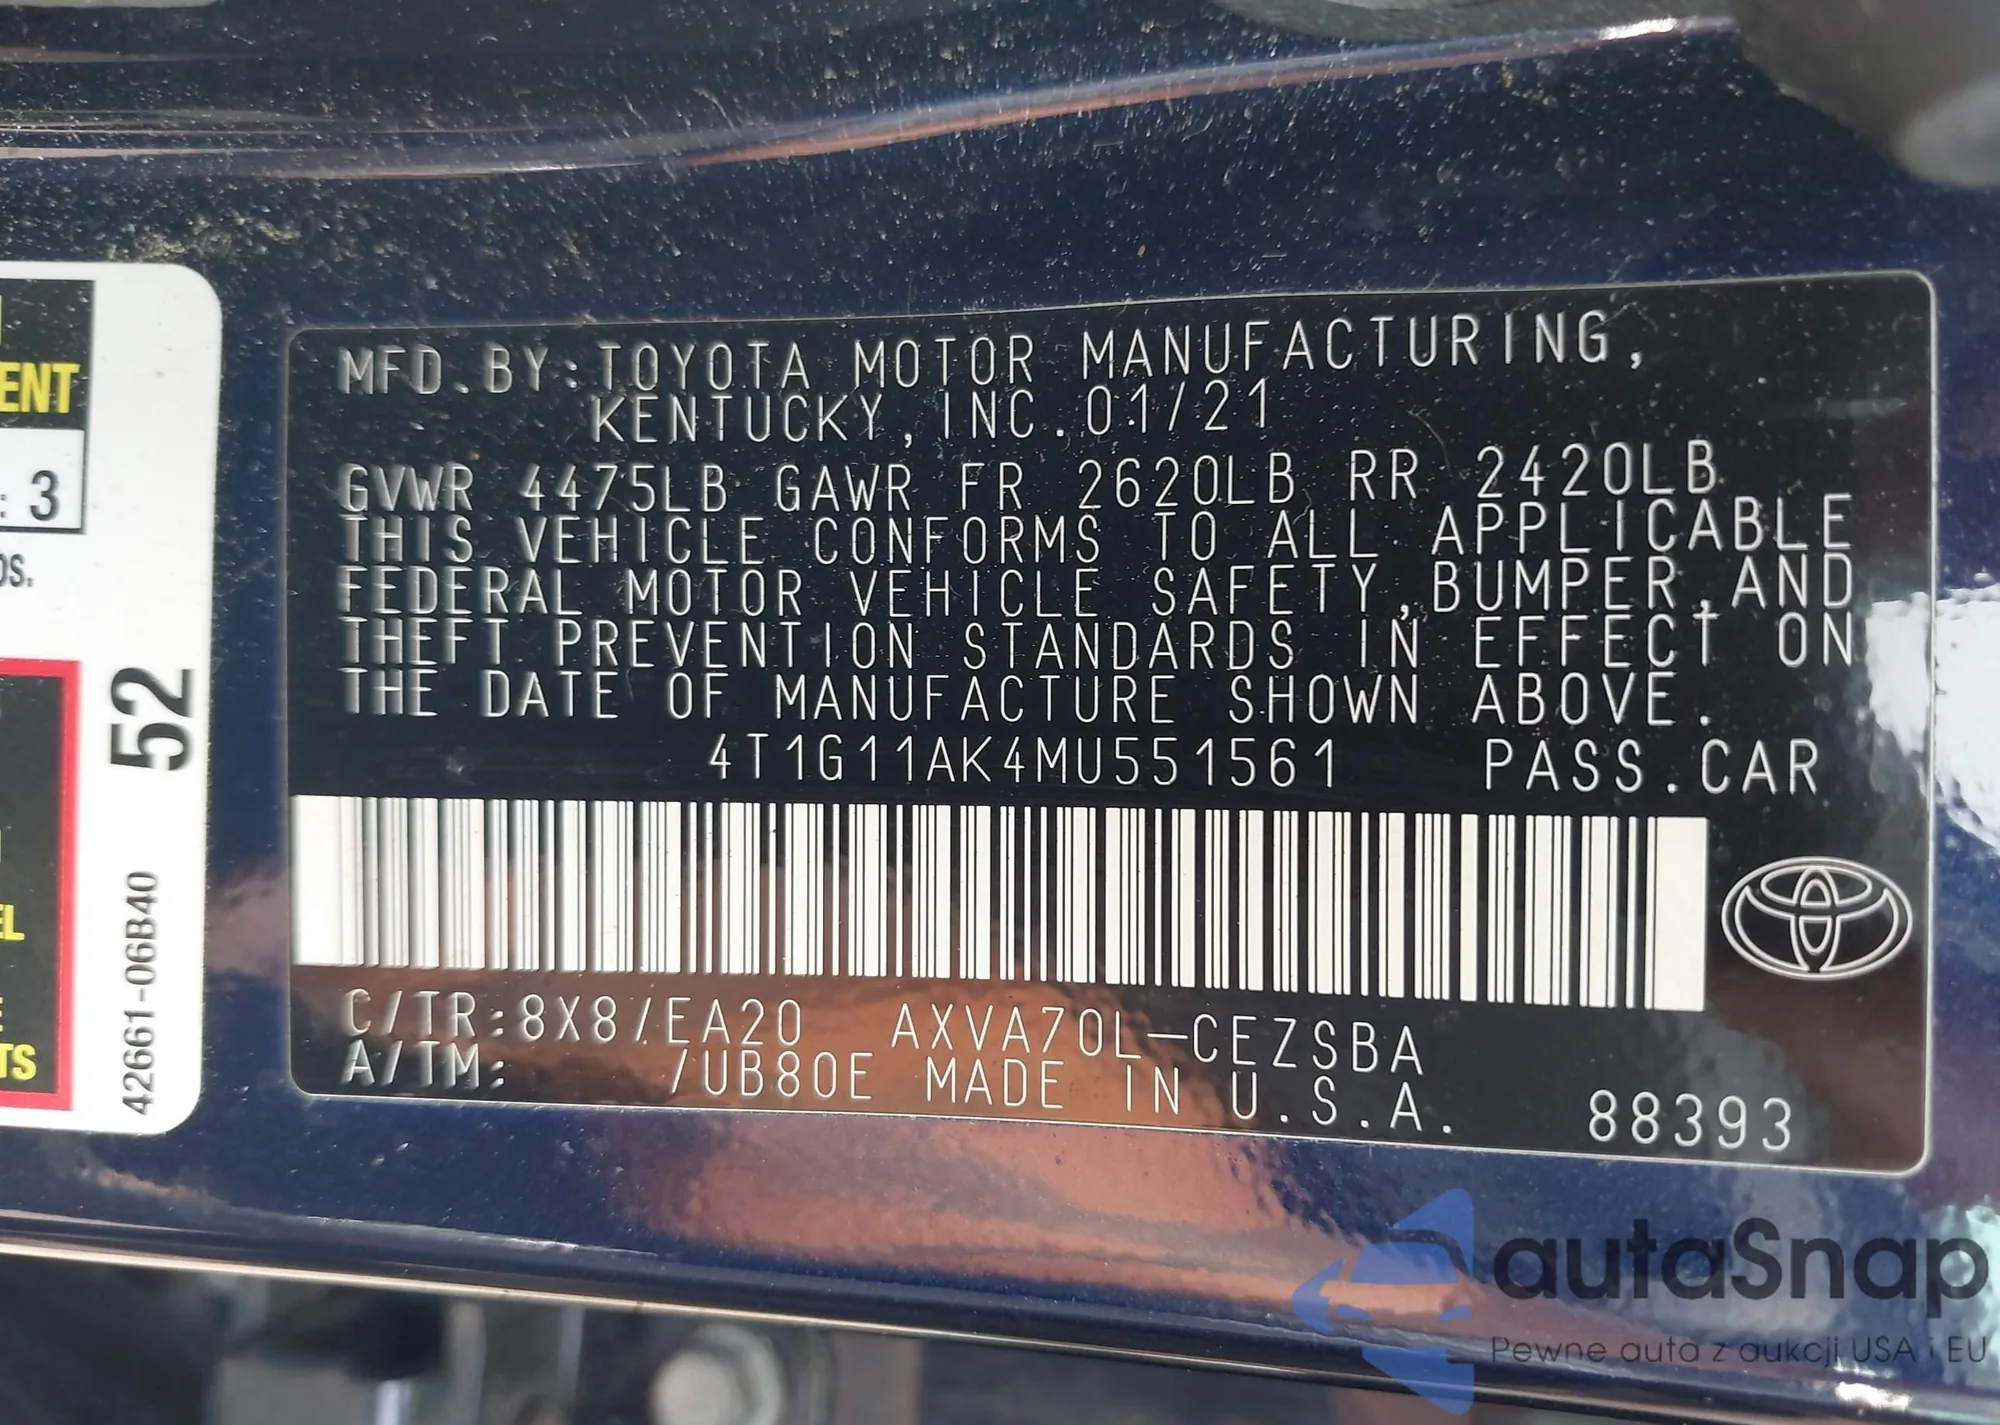 ENT
: 3
os.
52
EL
E
TS
42661-06B40
MFD.BY:TOYOTA MOTOR MANUFACTURING,
KENTUCKY,INC.01/21
GVWR 4475LB GAWR FR 2620LB RR 2420LB
THIS VEHICLE CONFORMS TO ALL APPLICABLE
FEDERAL MOTOR VEHICLE SAFETY,BUMPER,AND
THEFT PREVENTION STANDARDS IN EFFECT ON
THE DATE OF MANUFACTURE SHOWN ABOVE.
4T1G11AK4MU551561 PASS.CAR
C/TR:8X8/EA20 AXVA70L-CEZSBA
A/TM: /UB80E MADE IN U.S.A.
88393
autaSnap
Pewne auta z aukcji USA i EU